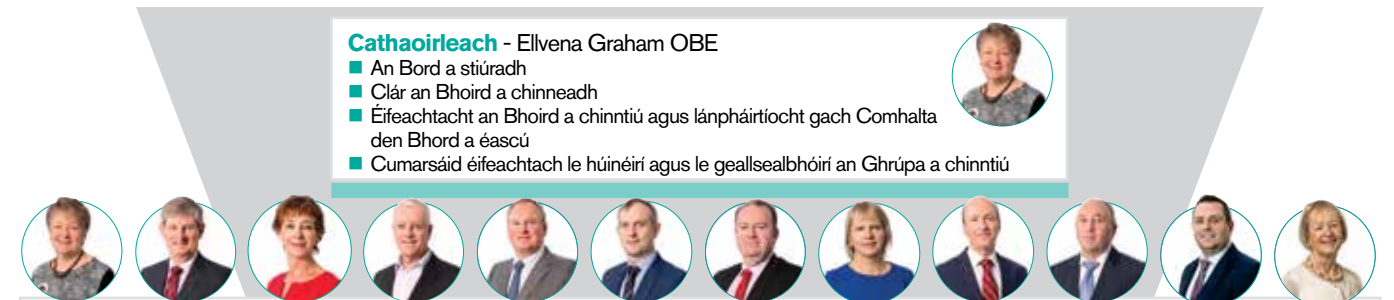 Cathaoirleach - Ellvena Graham OBE
■ An Bord a stiúradh
■ Clár an Bhoird a chinneadh
■ Éifeachtacht an Bhoird a chinntiú agus lánpháirtíocht gach Comhalta
den Bhord a éascú
■ Cumarsáid éifeachtach le húinéirí agus le geallsealbhóirí an Ghrúpa a chinntiú